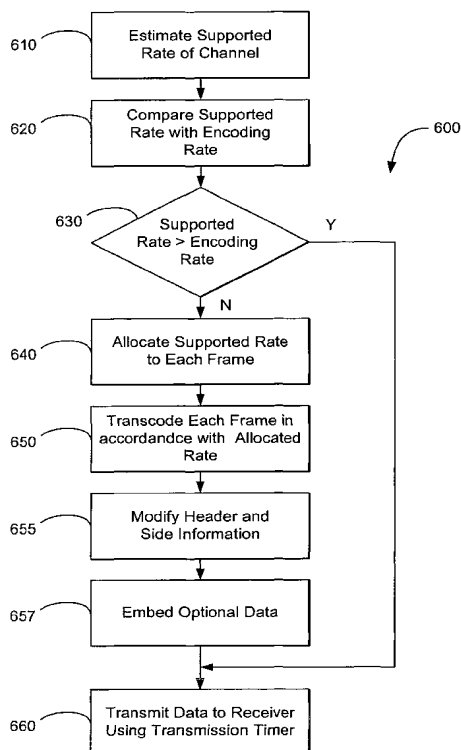 610
Estimate Supported
Rate of Channel
620
Compare Supported
Rate with Encoding
Rate
600
630
Supported
Rate > Encoding
Rate
Y
N
640
Allocate Supported Rate
to Each Frame
650
Transcode Each Frame in
accordandce with Allocated
Rate
655
Modify Header and
Side Information
657
Embed Optional Data
660
Transmit Data to Receiver
Using Transmission Timer